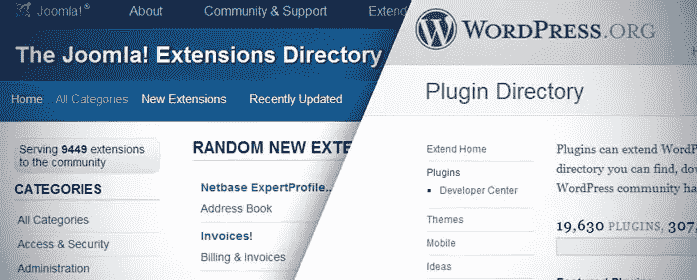 Joomla!® About Community & Support Extend
The Joomla! Extensions Directory
Home All Categories New Extensions Recently Updated
Serving 9449 extensions
to the community
CATEGORIES
All Categories
Access & Security
Administration
RANDOM NEW EXTE
Netbase ExpertProfile..
Address Book
Invoices!
Billing & Invoices
WORDPRESS.ORG
Plugin Directory
Extend Home
Plugins
Developer Center
Themes
Mobile
Ideas
Plugins can extend WordP
directory you can find, dov
WordPress community ha
19,630 PLUGINS, 307,